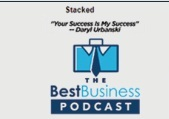 Stacked
"Your Success Is My Success"
-- Daryl Urbanski
THE
BestBusiness
PODCAST